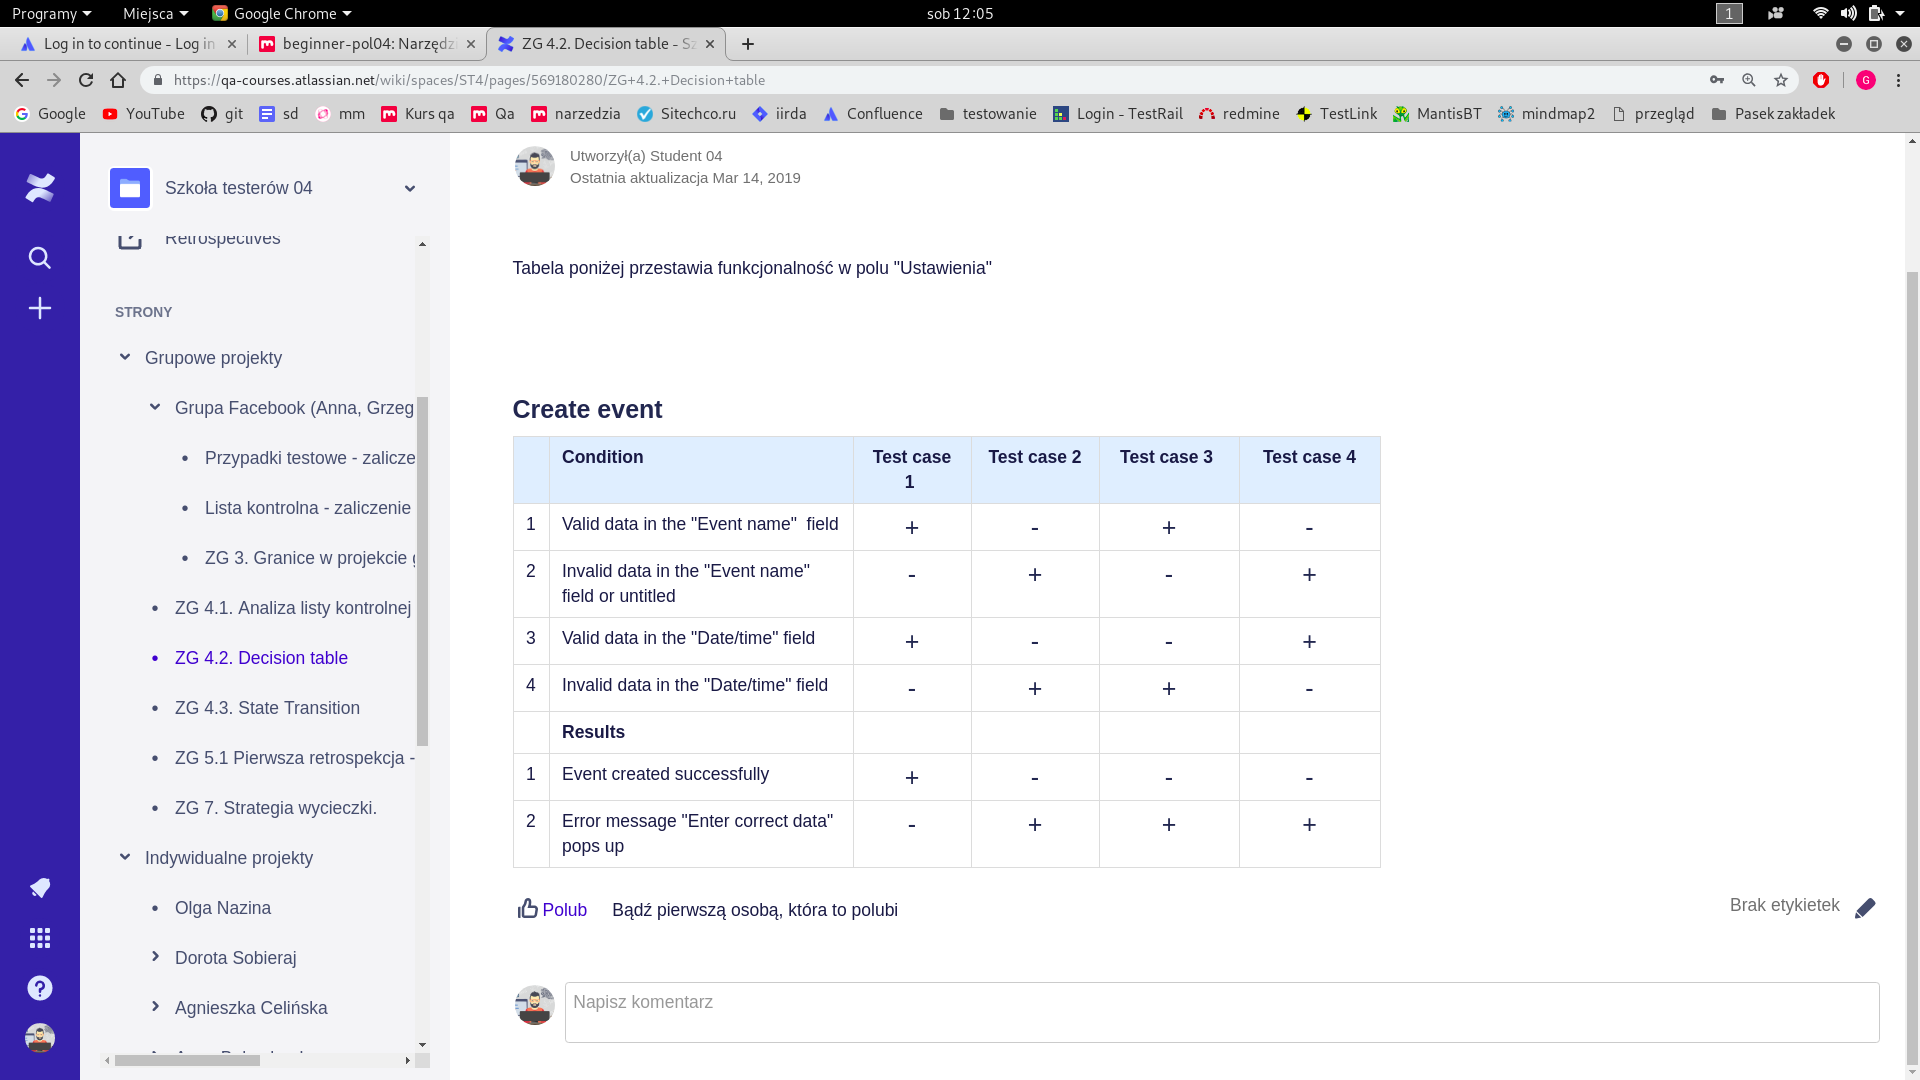 Programy Miejsca Google Chrome sob 12:05 1
Log in to continue - Log in beginner-pol04: Narzędzi ZG 4.2. Decision table - Sz
https://qa-courses.atlassian.net/wiki/spaces/ST4/pages/569180280/ZG+4.2.+Decision+table G
Google YouTube git sd mm Kurs qa Qa narzedzia Sitechco.ru iirda Confluence testowanie Login - TestRail redmine TestLink MantisBT mindmap2 przegląd Pasek zakładek
Szkoła testerów 04
Retrospectives
STRONY
Grupowe projekty
Grupa Facebook (Anna, Grzeg
Przypadki testowe - zalicze
Lista kontrolna - zaliczenie
ZG 3. Granice w projekcie g
ZG 4.1. Analiza listy kontrolnej
ZG 4.2. Decision table
ZG 4.3. State Transition
ZG 5.1 Pierwsza retrospekcja -
ZG 7. Strategia wycieczki.
Indywidualne projekty
Olga Nazina
Dorota Sobieraj
Agnieszka Celińska
Utworzył(a) Student 04
Ostatnia aktualizacja Mar 14, 2019
Tabela poniżej przestawia funkcjonalność w polu "Ustawienia"
Create event
Condition Test case 1 Test case 2 Test case 3 Test case 4
1 Valid data in the "Event name" field + - + -
2 Invalid data in the "Event name" field or untitled - + - +
3 Valid data in the "Date/time" field + - - +
4 Invalid data in the "Date/time" field - + + -
Results
1 Event created successfully + - - -
2 Error message "Enter correct data" pops up - + + +
Polub Bądź pierwszą osobą, która to polubi
Brak etykietek
Napisz komentarz